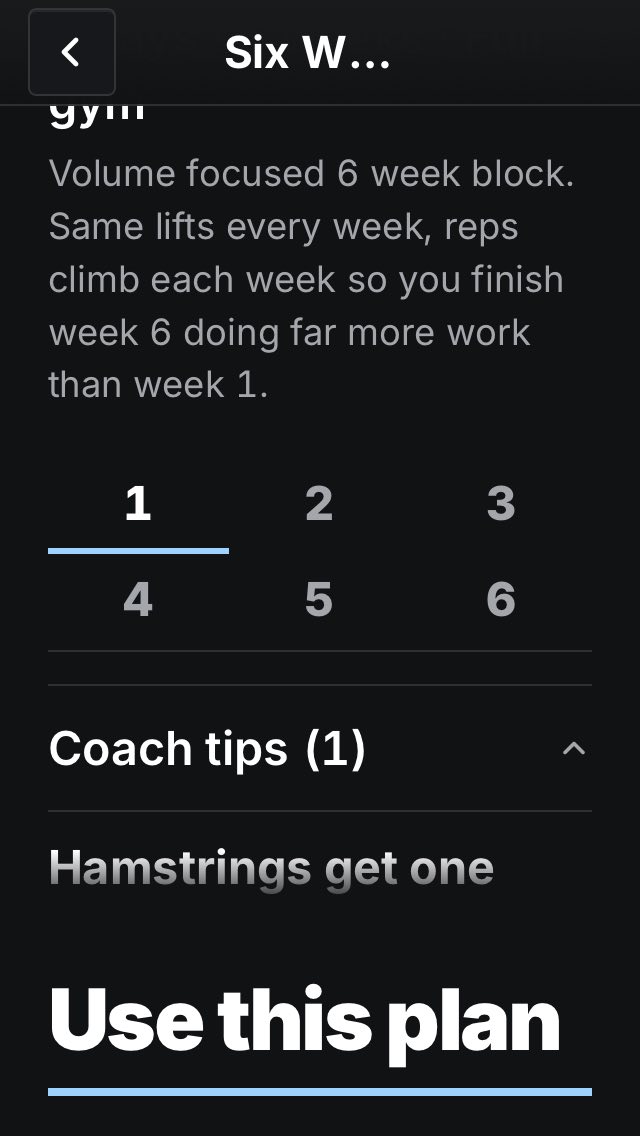 Six W...
gym
Volume focused 6 week block.
Same lifts every week, reps
climb each week so you finish
week 6 doing far more work
than week 1.
1 2 3
4 5 6
Coach tips (1)
Hamstrings get one
Use this plan